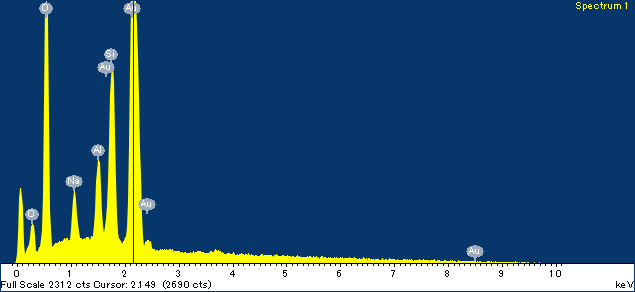 Spectrum 1
O Au
Si
Au
Al
Na
C Au
Au
0 1 2 3 4 5 6 7 8 9 10
Full Scale 2312 cts Cursor: 2.149 (2690 cts) keV